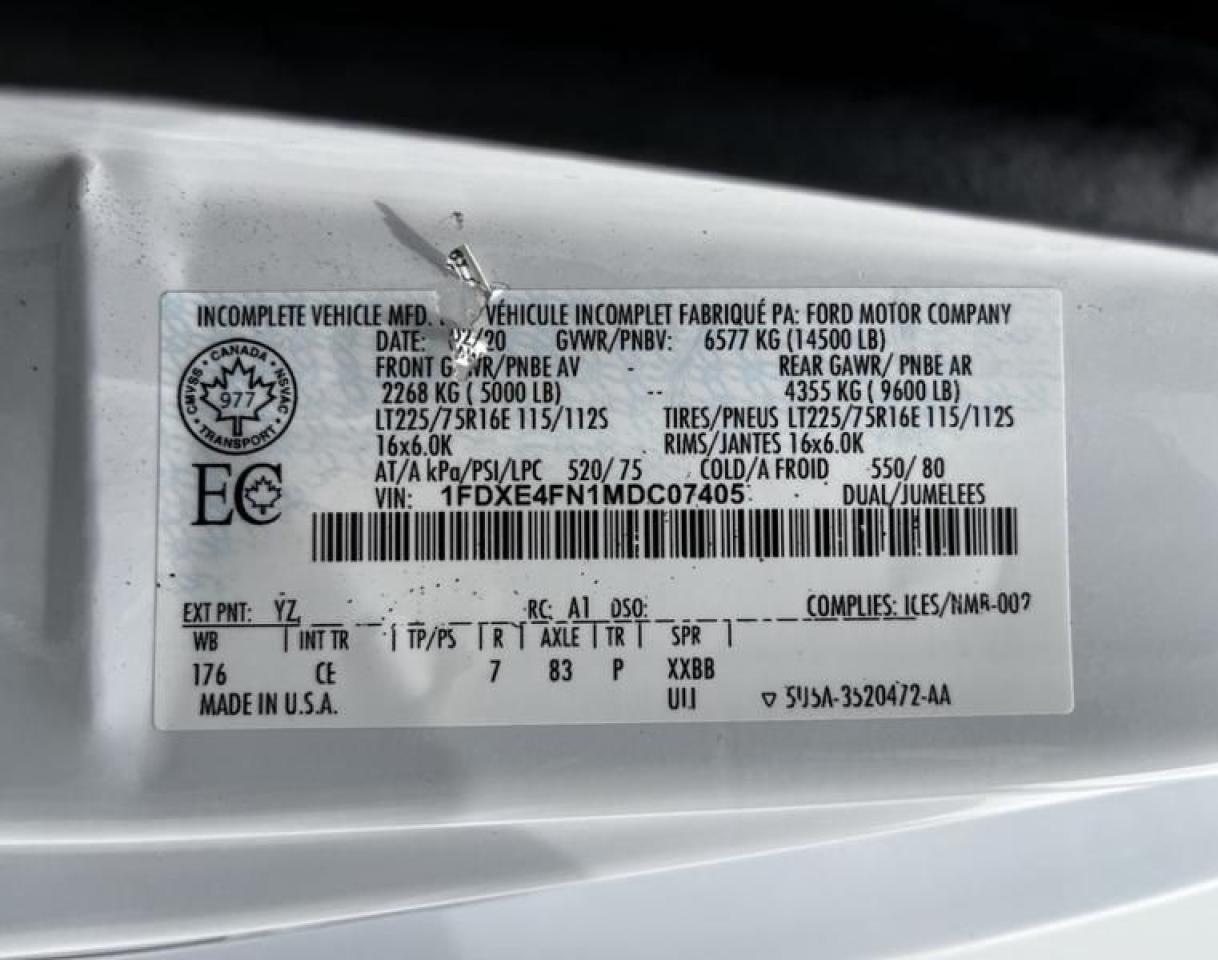 INCOMPLETE VEHICLE MFD. VÉHICULE INCOMPLET FABRIQUÉ PA: FORD MOTOR COMPANY
DATE: /20 GVWR/PNBV: 6577 KG (14500 LB)
FRONT GAWR/PNBE AV - REAR GAWR/ PNBE AR
2268 KG ( 5000 LB) -- 4355 KG ( 9600 LB)
LT225/75R16E 115/112S TIRES/PNEUS LT225/75R16E 115/112S
16x6.0K RIMS/JANTES 16x6.0K
AT/A kPa/PSI/LPC 520/ 75 COLD/A FROID 550/ 80
VIN: 1FDXE4FN1MDC07405 DUAL/JUMELEES
CMVSS • CANADA • NSVAC • TRANSPORT •
977
EC
EXT PNT: YZ RC: A1 DSO: COMPLIES: ICES/NMB-002
WB | INT TR | TP/PS | R | AXLE | TR | SPR |
176 CE 7 83 P XXBB
MADE IN U.S.A.